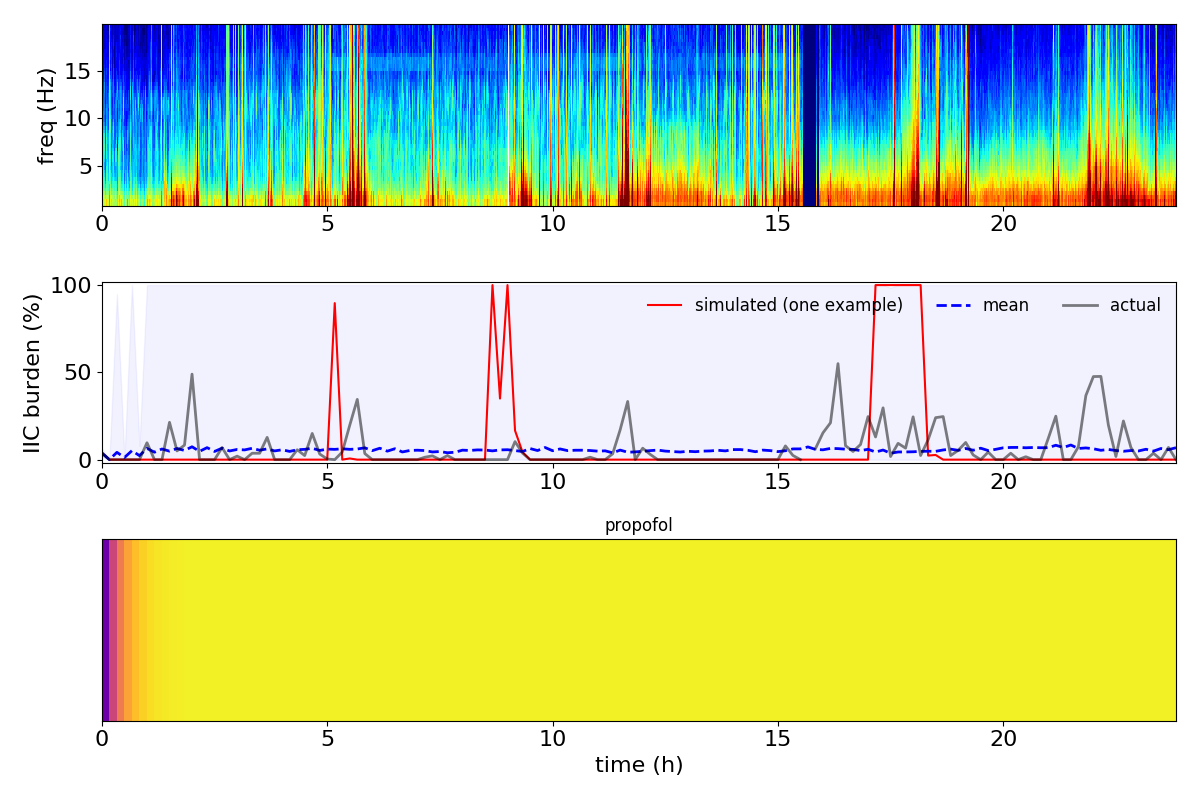 freq (Hz)
15
10
5
0 5 10 15 20
IIC burden (%)
100
50
0
simulated (one example) mean actual
0 5 10 15 20
propofol
0 5 10 15 20
time (h)